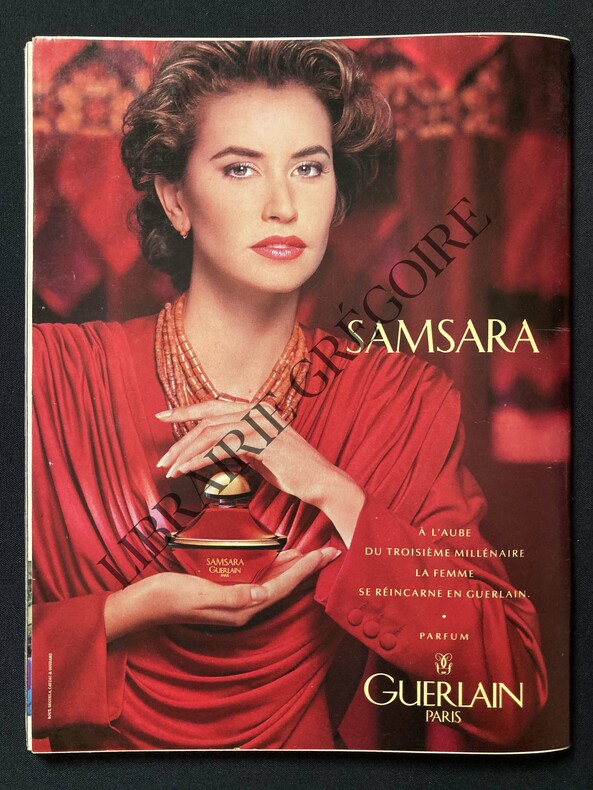 SAMSARA
À L'AUBE
DU TROISIÈME MILLÉNAIRE
LA FEMME
SE RÉINCARNE EN GUERLAIN.
•
PARFUM
GUERLAIN
PARIS
SAMSARA
GUERLAIN
PARIS
LIBRAIRIE GRÉGOIRE